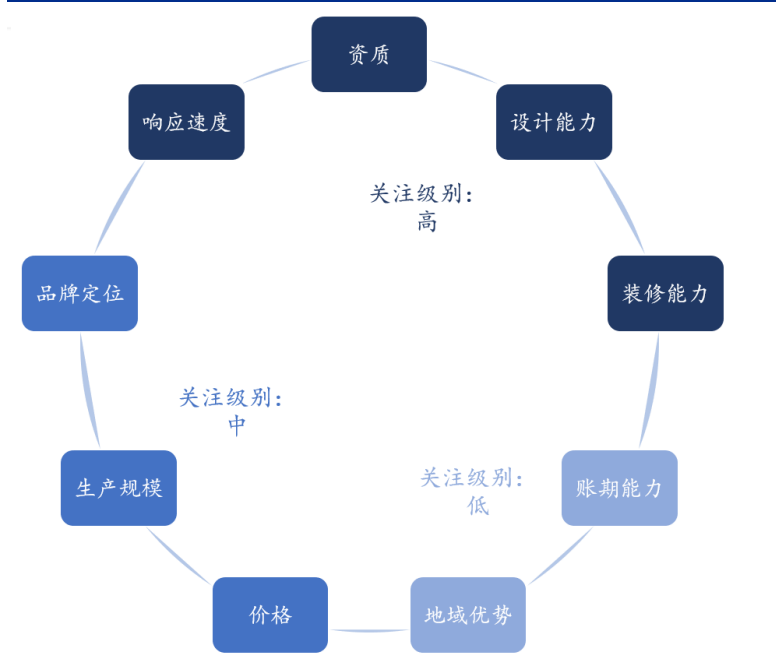 资质
响应速度
设计能力
关注级别：
高
品牌定位
装修能力
关注级别：
中
生产规模
关注级别：
低
账期能力
价格
地域优势